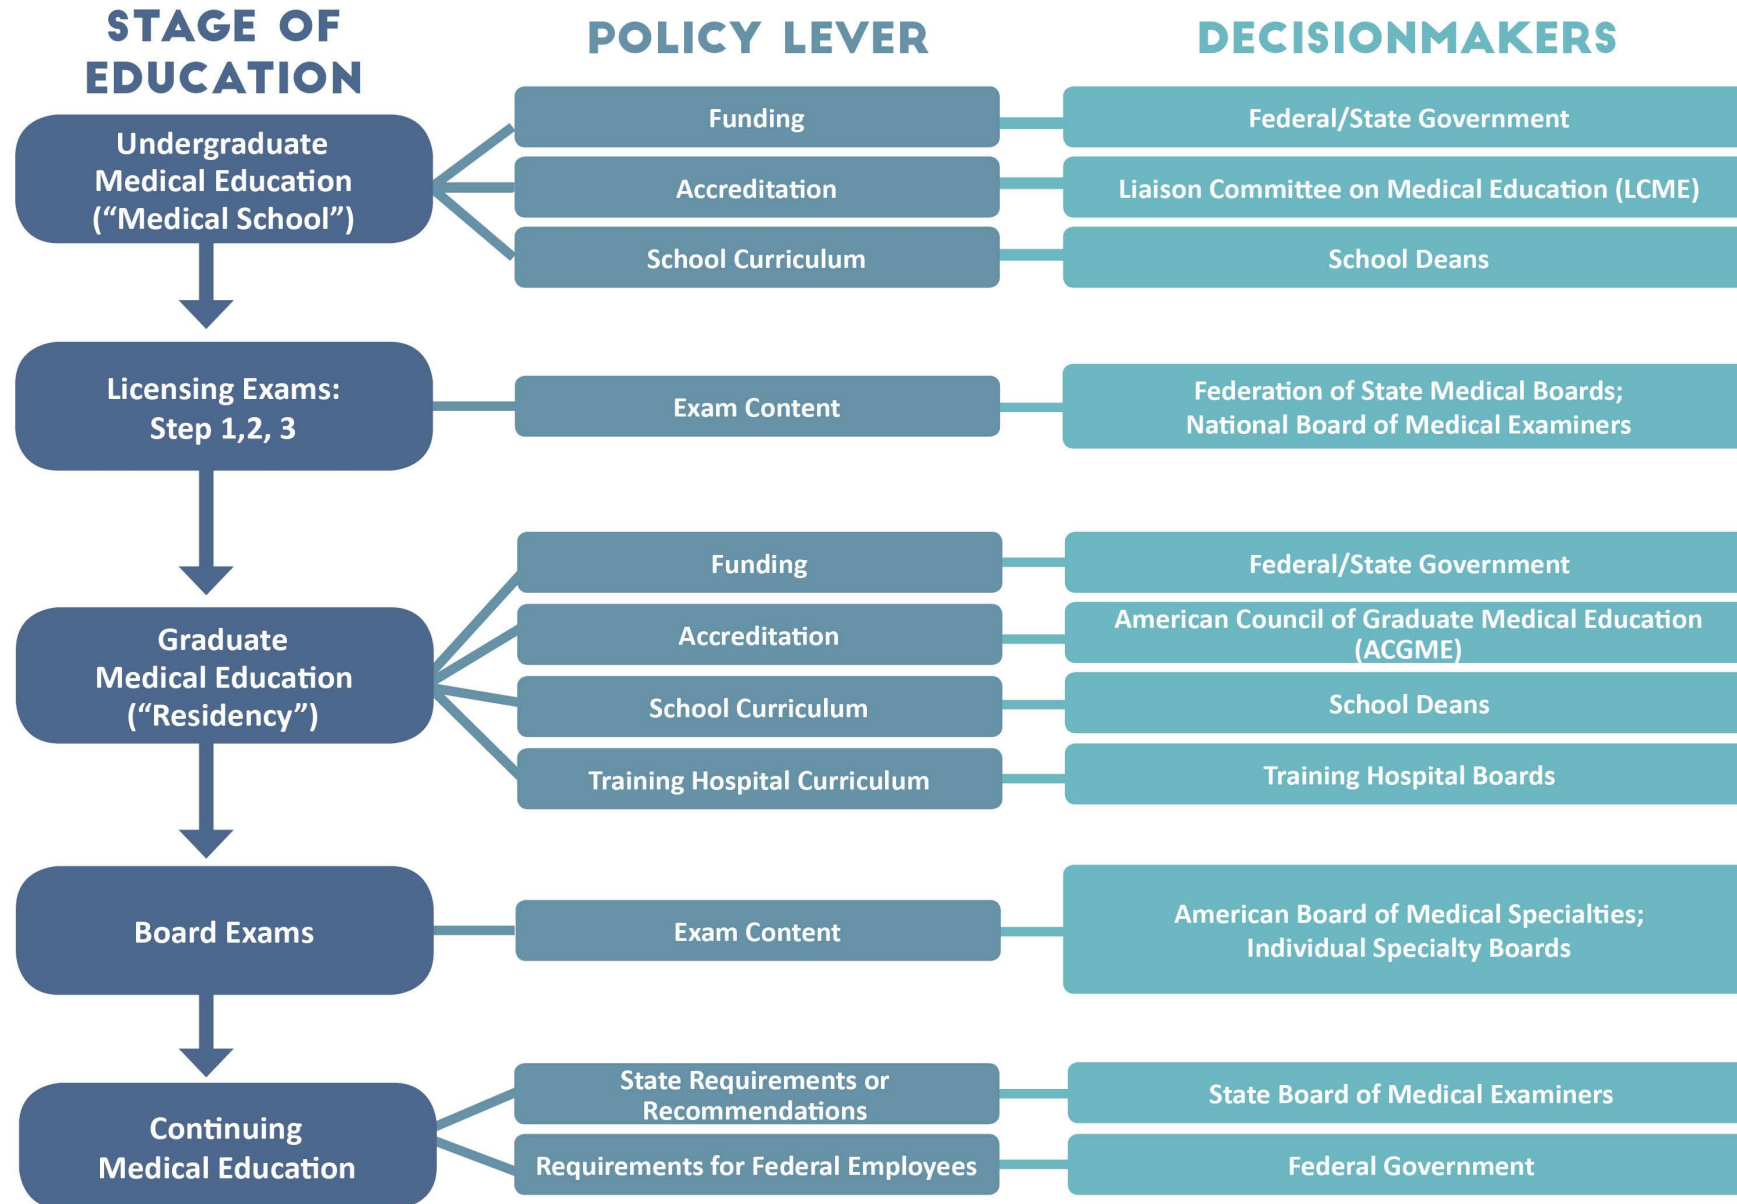 STAGE OF
EDUCATION
POLICY LEVER
DECISIONMAKERS
Undergraduate
Medical Education
(“Medical School”)
Funding
Federal/State Government
Accreditation
Liaison Committee on Medical Education (LCME)
School Curriculum
School Deans
Licensing Exams:
Step 1,2, 3
Exam Content
Federation of State Medical Boards;
National Board of Medical Examiners
Graduate
Medical Education
(“Residency”)
Funding
Federal/State Government
Accreditation
American Council of Graduate Medical Education
(ACGME)
School Curriculum
School Deans
Training Hospital Curriculum
Training Hospital Boards
Board Exams
Exam Content
American Board of Medical Specialties;
Individual Specialty Boards
Continuing
Medical Education
State Requirements or
Recommendations
State Board of Medical Examiners
Requirements for Federal Employees
Federal Government